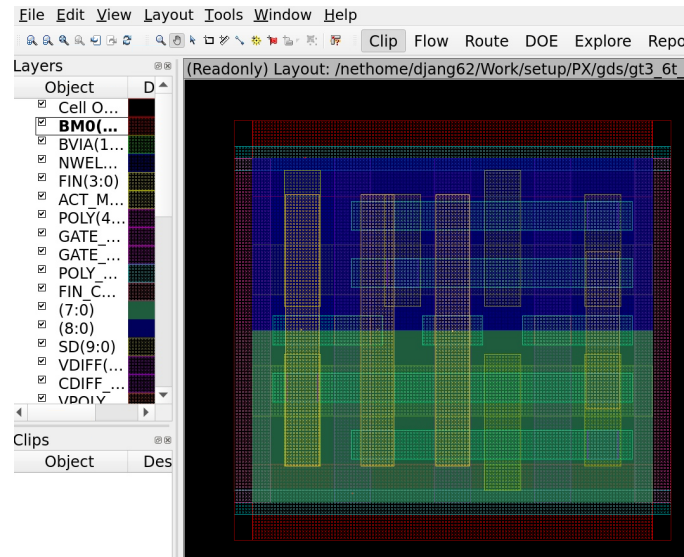 File Edit View Layout Tools Window Help
Clip Flow Route DOE Explore Repo
Layers
(Readonly) Layout: /nethome/djang62/Work/setup/PX/gds/gt3_6t_
Object D
Cell O...
BM0(...
BVIA(1...
NWEL...
FIN(3:0)
ACT_M...
POLY(4...
GATE_...
GATE_...
POLY_...
FIN_C...
(7:0)
(8:0)
SD(9:0)
VDIFF(...
CDIFF_...
VPOLY
Clips
Object Des